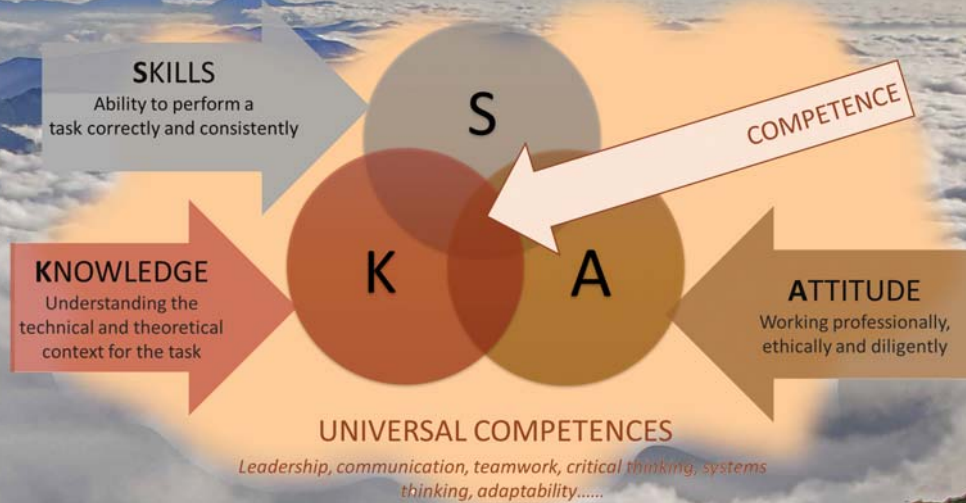 SKILLS
Ability to perform a
task correctly and consistently
S
COMPETENCE
KNOWLEDGE
Understanding the
technical and theoretical
context for the task
K
A
ATTITUDE
Working professionally,
ethically and diligently
UNIVERSAL COMPETENCES
Leadership, communication, teamwork, critical thinking, systems
thinking, adaptability......